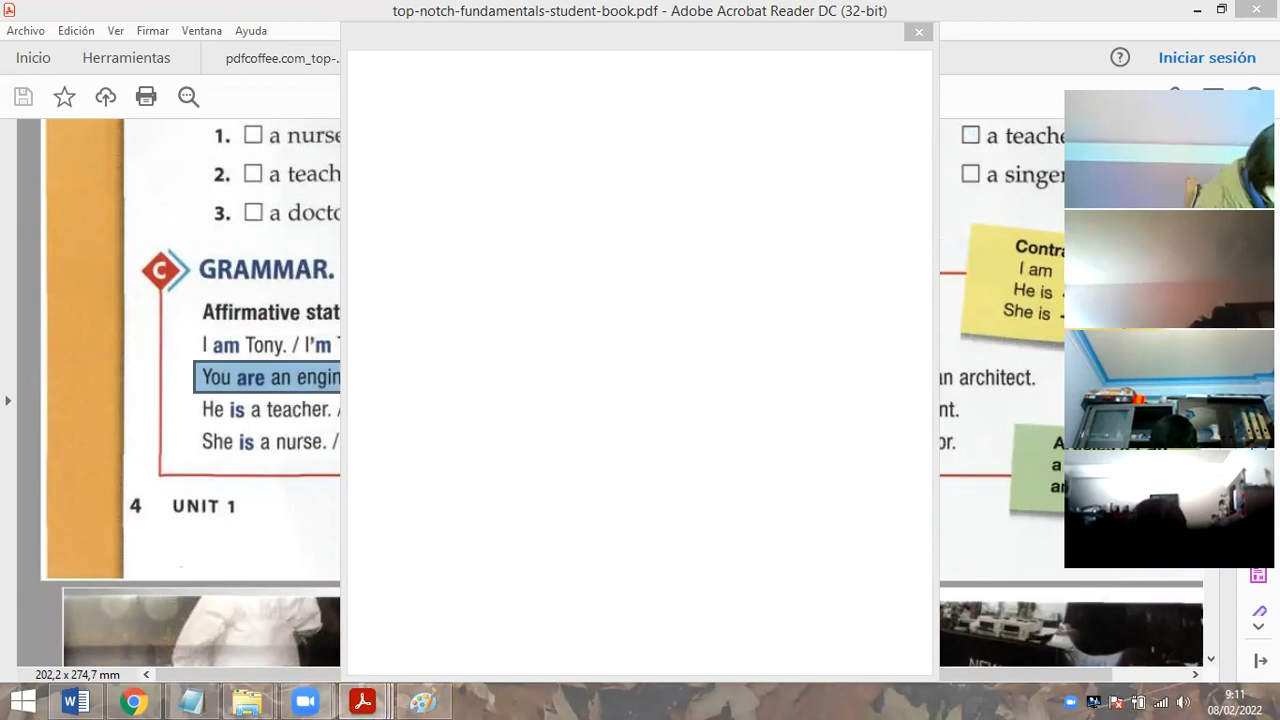 top-notch-fundamentals-student-book.pdf - Adobe Acrobat Reader DC (32-bit)
Archivo Edición Ver Firmar Ventana Ayuda
Inicio Herramientas pdfcoffee.com_top-... Iniciar sesión
1. a nurse a teache
2. a teach a singer
3. a docto
C GRAMMAR. Contra
Affirmative stat I am
I am Tony. / I'm He is
You are an engin She is
He is a teacher. / an architect.
She is a nurse. / nt.
or.
4 UNIT 1
202,2 x 274,7 mm
9:11
08/02/2022